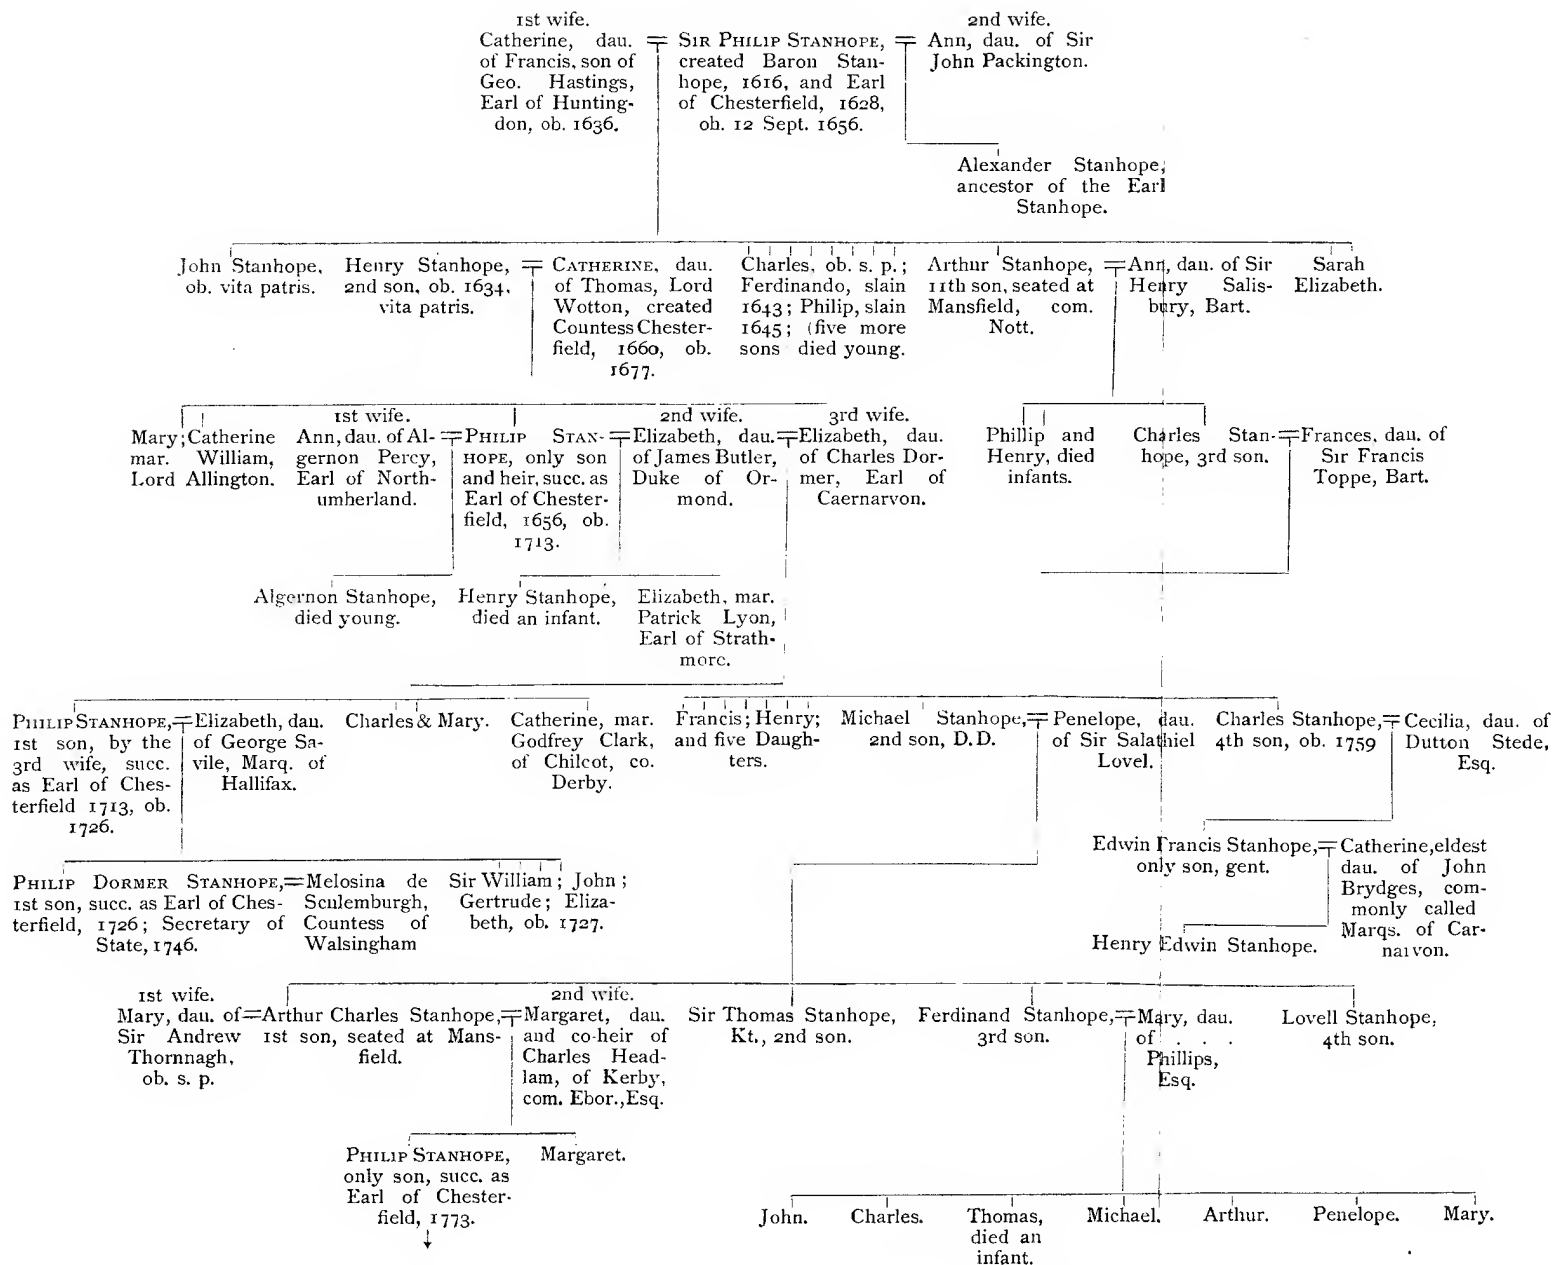 1st wife.
Catherine, dau.
of Francis, son of
Geo. Hastings,
Earl of Hunting-
don, ob. 1636.
SIR PHILIP STANHOPE,
created Baron Stan-
hope, 1616, and Earl
of Chesterfield, 1628,
ob. 12 Sept. 1656.
2nd wife.
Ann, dau. of Sir
John Packington.
Alexander Stanhope,
ancestor of the Earl
Stanhope.
John Stanhope,
ob. vita patris.
Henry Stanhope,
2nd son, ob. 1634,
vita patris.
CATHERINE, dau.
of Thomas, Lord
Wotton, created
Countess Chester-
field, 1660, ob.
1677.
Charles, ob. s. p.;
Ferdinando, slain
1643; Philip, slain
1645; (five more
sons died young.
Arthur Stanhope,
11th son, seated at
Mansfield, com.
Nott.
Ann, dau. of Sir
Henry Salis-
bury, Bart.
Sarah
Elizabeth.
Mary; Catherine
mar. William,
Lord Allington.
1st wife.
Ann, dau. of Al-
gernon Percy,
Earl of North-
umberland.
PHILIP STAN-
HOPE, only son
and heir, succ. as
Earl of Chester-
field, 1656, ob.
1713.
2nd wife.
Elizabeth, dau.
of James Butler,
Duke of Or-
mond.
3rd wife.
Elizabeth, dau.
of Charles Dor-
mer, Earl of
Caernarvon.
Phillip and
Henry, died
infants.
Charles Stan-
hope, 3rd son.
Frances, dau. of
Sir Francis
Toppe, Bart.
Algernon Stanhope,
died young.
Henry Stanhope,
died an infant.
Elizabeth, mar.
Patrick Lyon,
Earl of Strath-
more.
PHILIP STANHOPE,
1st son, by the
3rd wife, succ.
as Earl of Ches-
terfield 1713, ob.
1726.
Elizabeth, dau.
of George Sa-
vile, Marq. of
Hallifax.
Charles & Mary.
Catherine, mar.
Godfrey Clark,
of Chilcot, co.
Derby.
Francis; Henry;
and five Daugh-
ters.
Michael Stanhope,
2nd son, D.D.
Penelope, dau.
of Sir Salathiel
Lovel.
Charles Stanhope,
4th son, ob. 1759
Cecilia, dau. of
Dutton Stede,
Esq.
Edwin Francis Stanhope,
only son, gent.
Catherine, eldest
dau. of John
Brydges, com-
monly called
Marqs. of Car-
narvon.
Henry Edwin Stanhope.
PHILIP DORMER STANHOPE,
1st son, succ. as Earl of Ches-
terfield, 1726; Secretary of
State, 1746.
Melosina de
Sculemburgh,
Countess of
Walsingham
Sir William; John;
Gertrude; Eliza-
beth, ob. 1727.
1st wife.
Mary, dau. of
Sir Andrew
Thornnagh,
ob. s. p.
Arthur Charles Stanhope,
1st son, seated at Mans-
field.
2nd wife.
Margaret, dau.
and co-heir of
Charles Head-
lam, of Kerby,
com. Ebor., Esq.
Sir Thomas Stanhope,
Kt., 2nd son.
Ferdinand Stanhope,
3rd son.
Mary, dau.
of . . .
Phillips,
Esq.
Lovell Stanhope,
4th son.
PHILIP STANHOPE,
only son, succ. as
Earl of Chester-
field, 1773.
Margaret.
John.
Charles.
Thomas,
died an
infant.
Michael.
Arthur.
Penelope.
Mary.